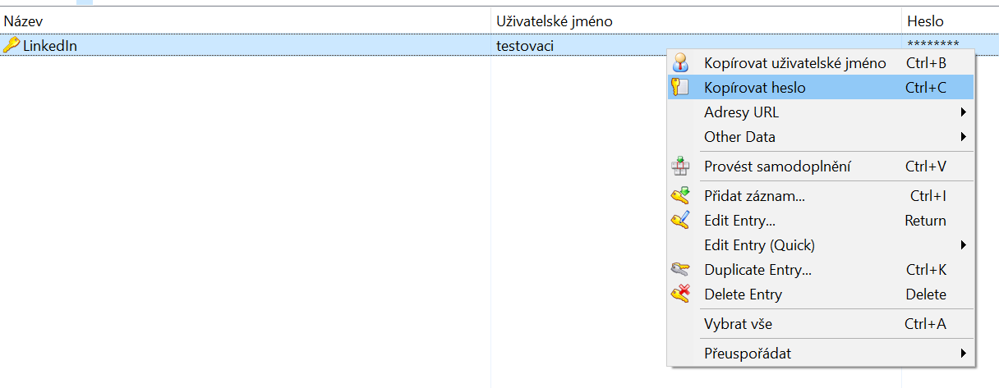 Název Uživatelské jméno Heslo
LinkedIn testovaci ********
Kopírovat uživatelské jméno Ctrl+B
Kopírovat heslo Ctrl+C
Adresy URL
Other Data
Provést samodoplnění Ctrl+V
Přidat záznam... Ctrl+I
Edit Entry... Return
Edit Entry (Quick)
Duplicate Entry... Ctrl+K
Delete Entry Delete
Vybrat vše Ctrl+A
Přeuspořádat